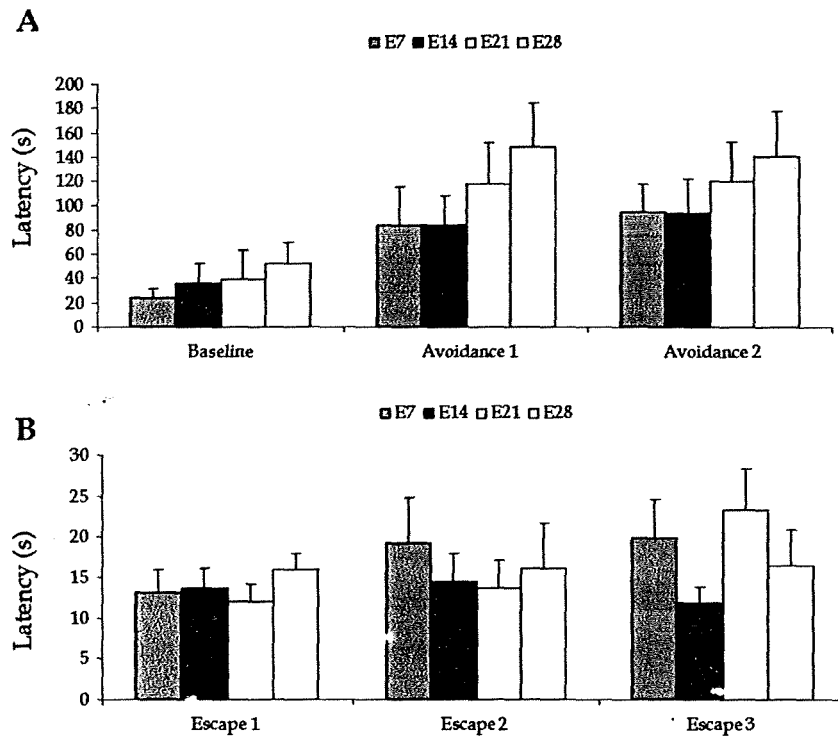 A
E7 E14 E21 E28
Latency (s)
200
180
160
140
120
100
80
60
40
20
0
Baseline Avoidance 1 Avoidance 2
B
E7 E14 E21 E28
Latency (s)
30
25
20
15
10
5
0
Escape 1 Escape 2 Escape 3